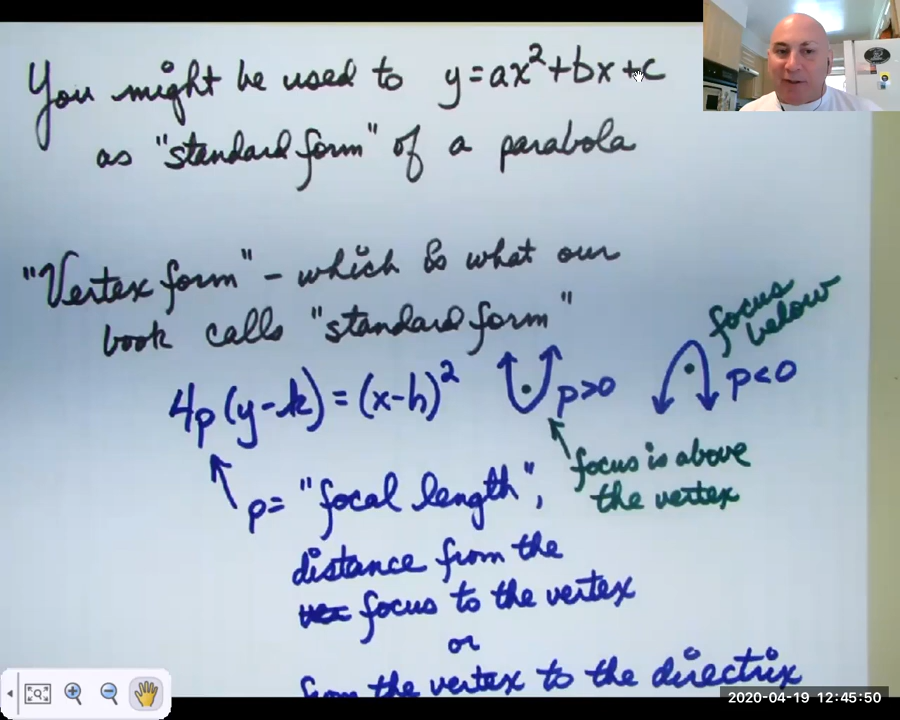 You might be used to y=ax²+bx+c
as "standard form" of a parabola
"Vertex form" - which is what our
book calls "standard form"
4p(y-k)=(x-h)²
p>0
p<0
focus
below
focus is above
the vertex
p= "focal length",
distance from the
focus to the vertex
or
from the vertex to the directrix
2020-04-19 12:45:50